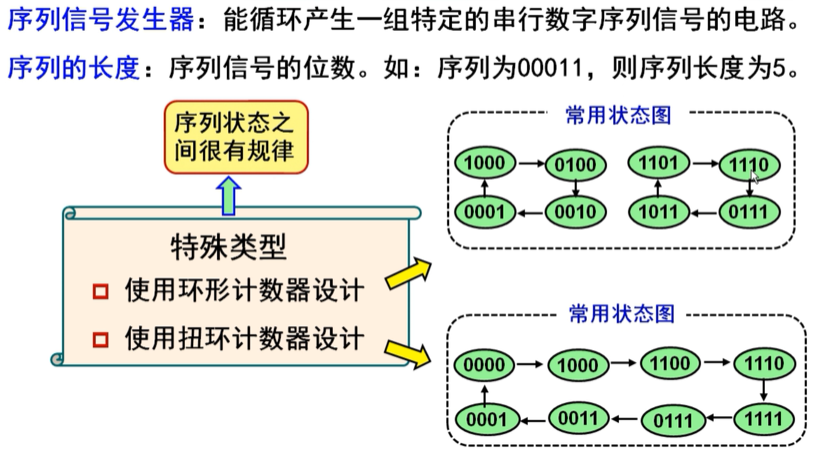 序列信号发生器：能循环产生一组特定的串行数字序列信号的电路。
序列的长度：序列信号的位数。如：序列为00011，则序列长度为5。
序列状态之
间很有规律
特殊类型
使用环形计数器设计
使用扭环计数器设计
常用状态图
1000 0100 1101 1110
0001 0010 1011 0111
常用状态图
0000 1000 1100 1110
0001 0011 0111 1111